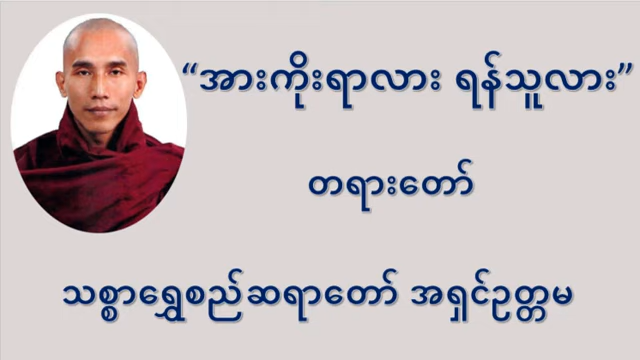 “အားကိုးရာလား ရန်သူလား”
တရားတော်
သစ္စာရွှေစည်ဆရာတော် အရှင်ဥတ္တမ